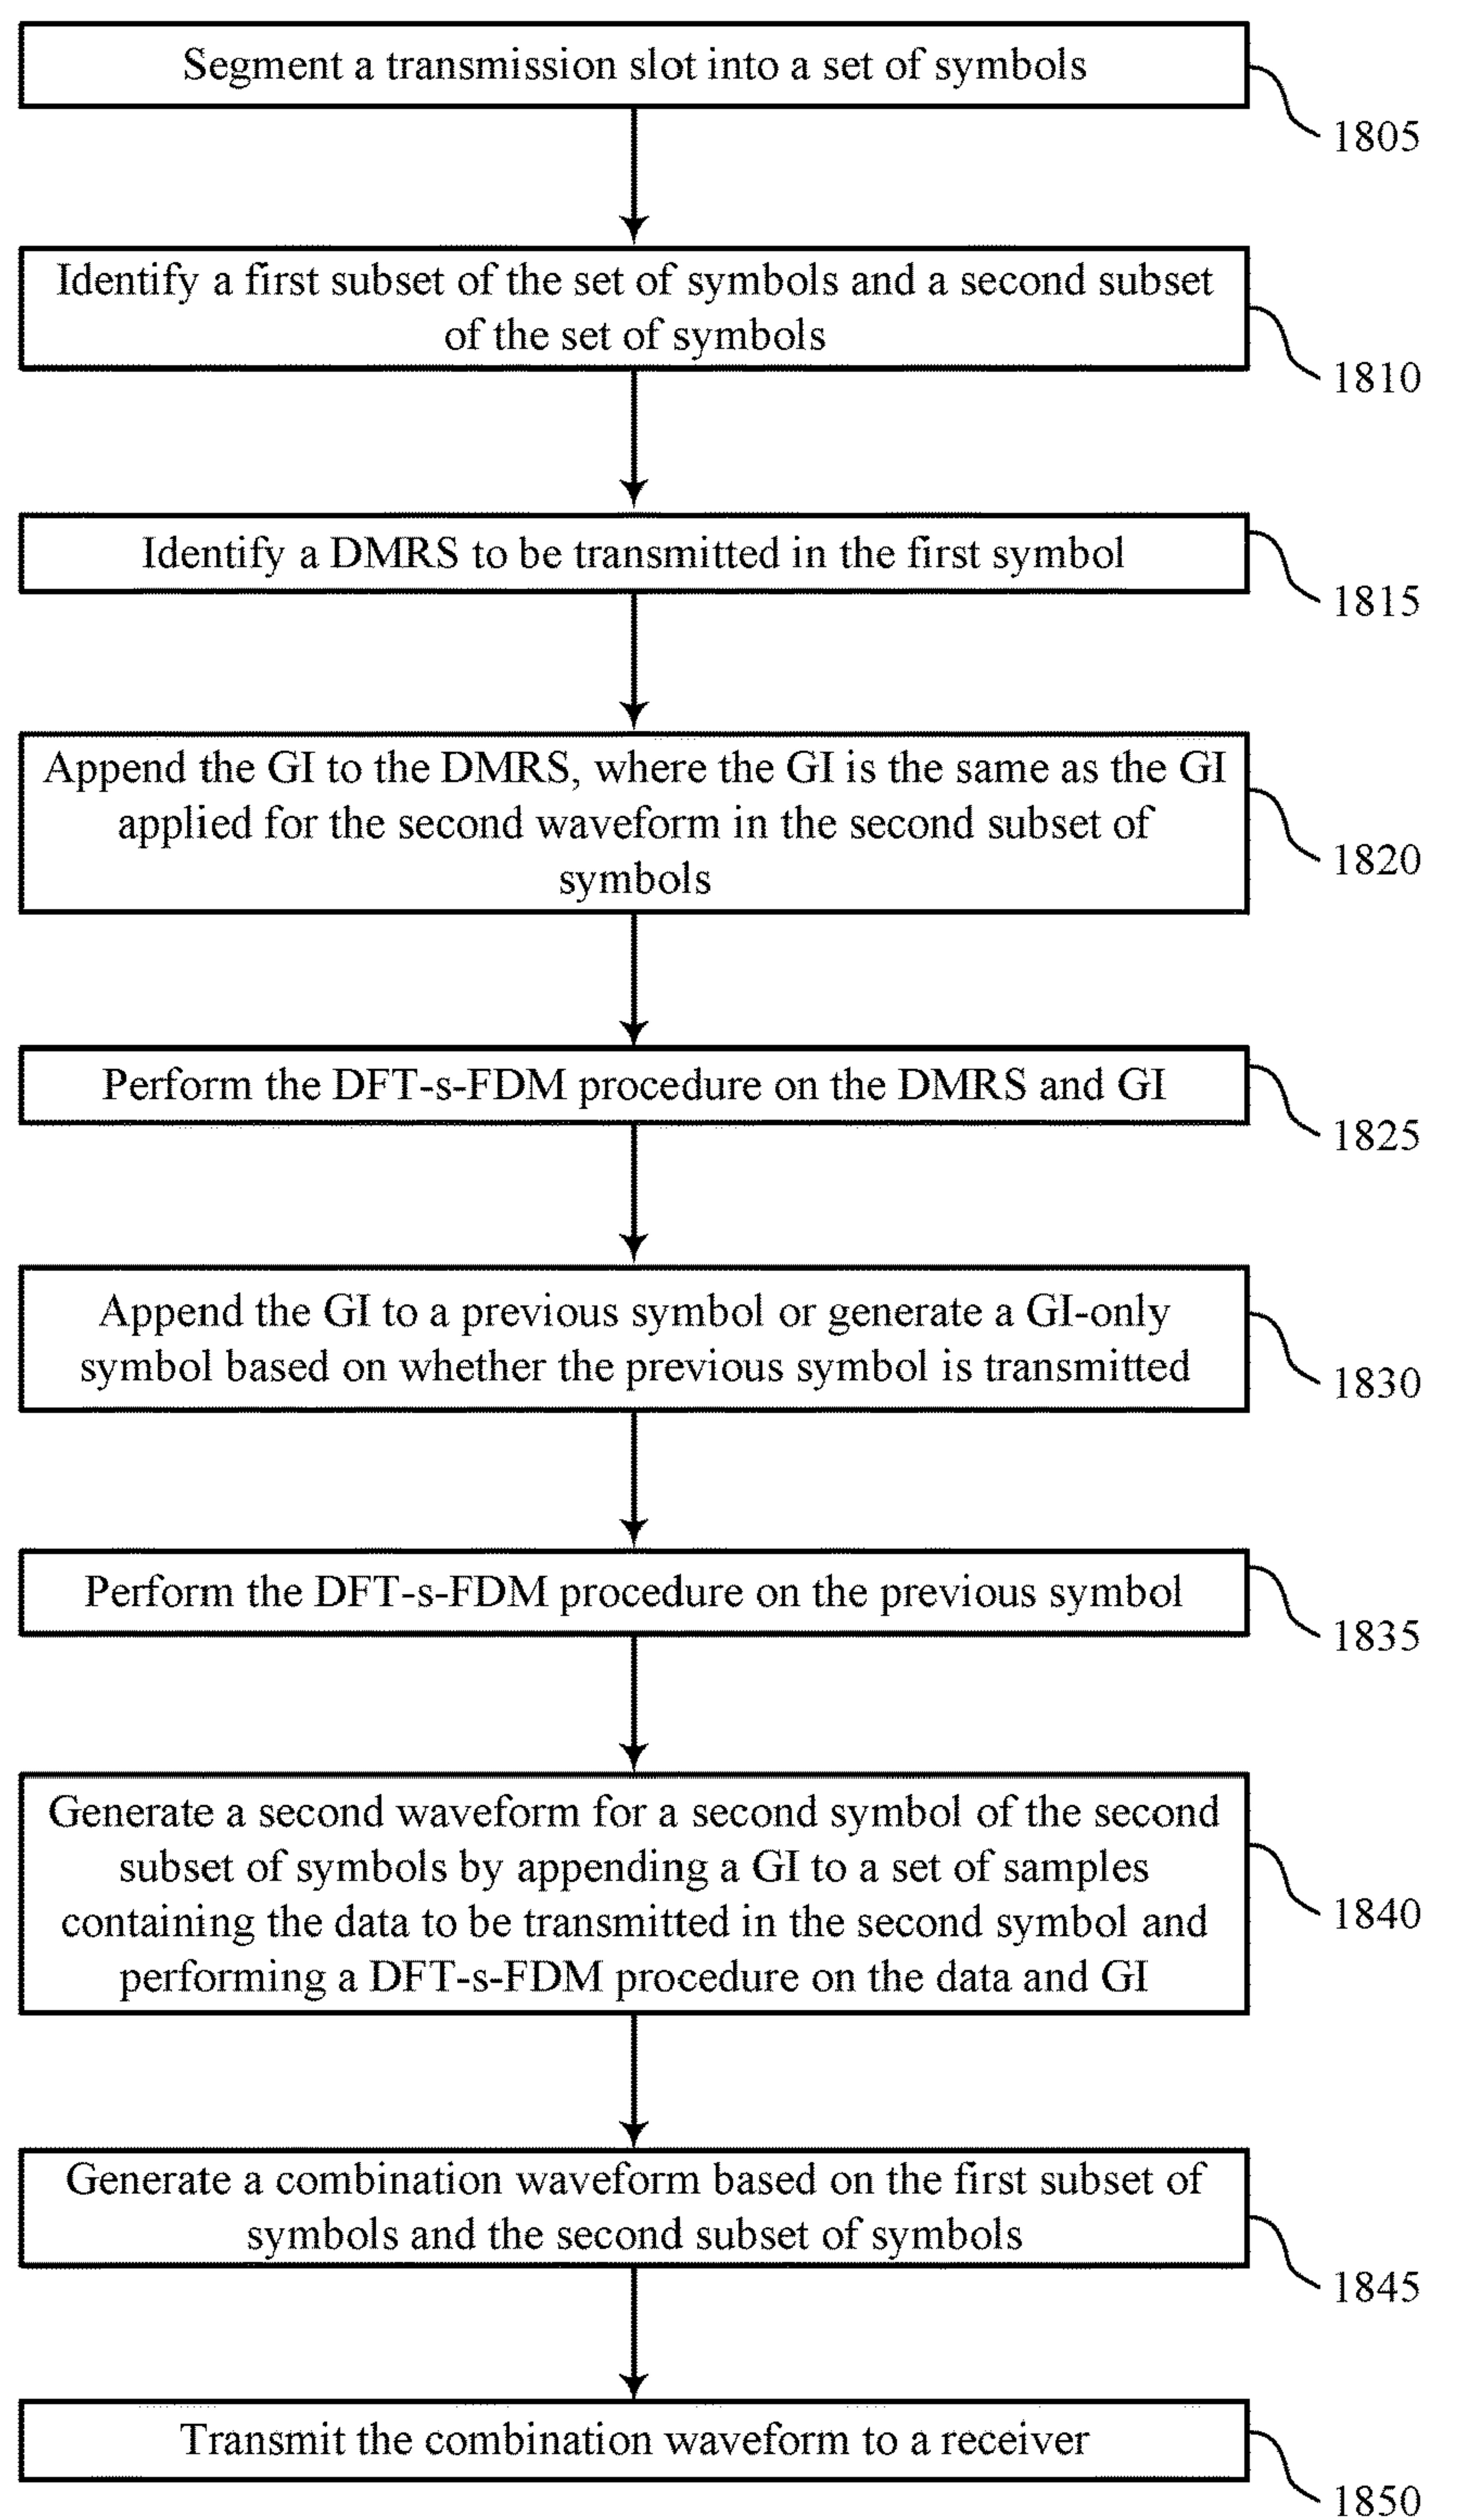 Segment a transmission slot into a set of symbols
1805
Identify a first subset of the set of symbols and a second subset
of the set of symbols
1810
Identify a DMRS to be transmitted in the first symbol
1815
Append the GI to the DMRS, where the GI is the same as the GI
applied for the second waveform in the second subset of
symbols
1820
Perform the DFT-s-FDM procedure on the DMRS and GI
1825
Append the GI to a previous symbol or generate a GI-only
symbol based on whether the previous symbol is transmitted
1830
Perform the DFT-s-FDM procedure on the previous symbol
1835
Generate a second waveform for a second symbol of the second
subset of symbols by appending a GI to a set of samples
containing the data to be transmitted in the second symbol and
performing a DFT-s-FDM procedure on the data and GI
1840
Generate a combination waveform based on the first subset of
symbols and the second subset of symbols
1845
Transmit the combination waveform to a receiver
1850